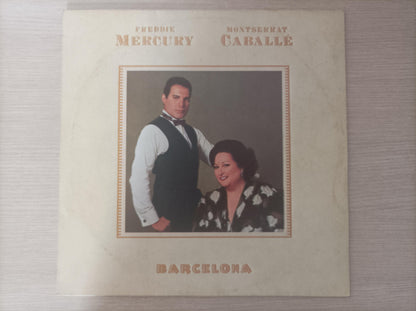 FREDDIE MONTSERRAT
MERCURY CABALLÉ
BARCELONA